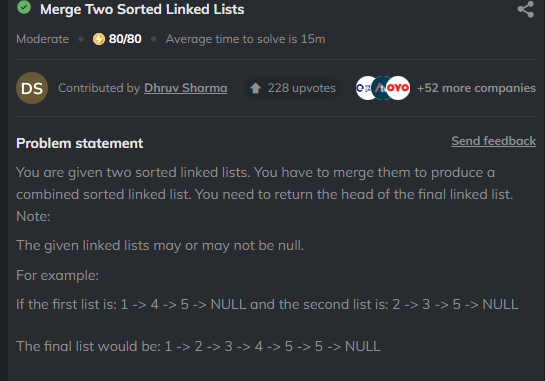 Merge Two Sorted Linked Lists
Moderate • 80/80 • Average time to solve is 15m
DS Contributed by Dhruv Sharma 228 upvotes OYO +52 more companies
Problem statement Send feedback
You are given two sorted linked lists. You have to merge them to produce a
combined sorted linked list. You need to return the head of the final linked list.
Note:
The given linked lists may or may not be null.
For example:
If the first list is: 1 -> 4 -> 5 -> NULL and the second list is: 2 -> 3 -> 5 -> NULL
The final list would be: 1 -> 2 -> 3 -> 4 -> 5 -> 5 -> NULL